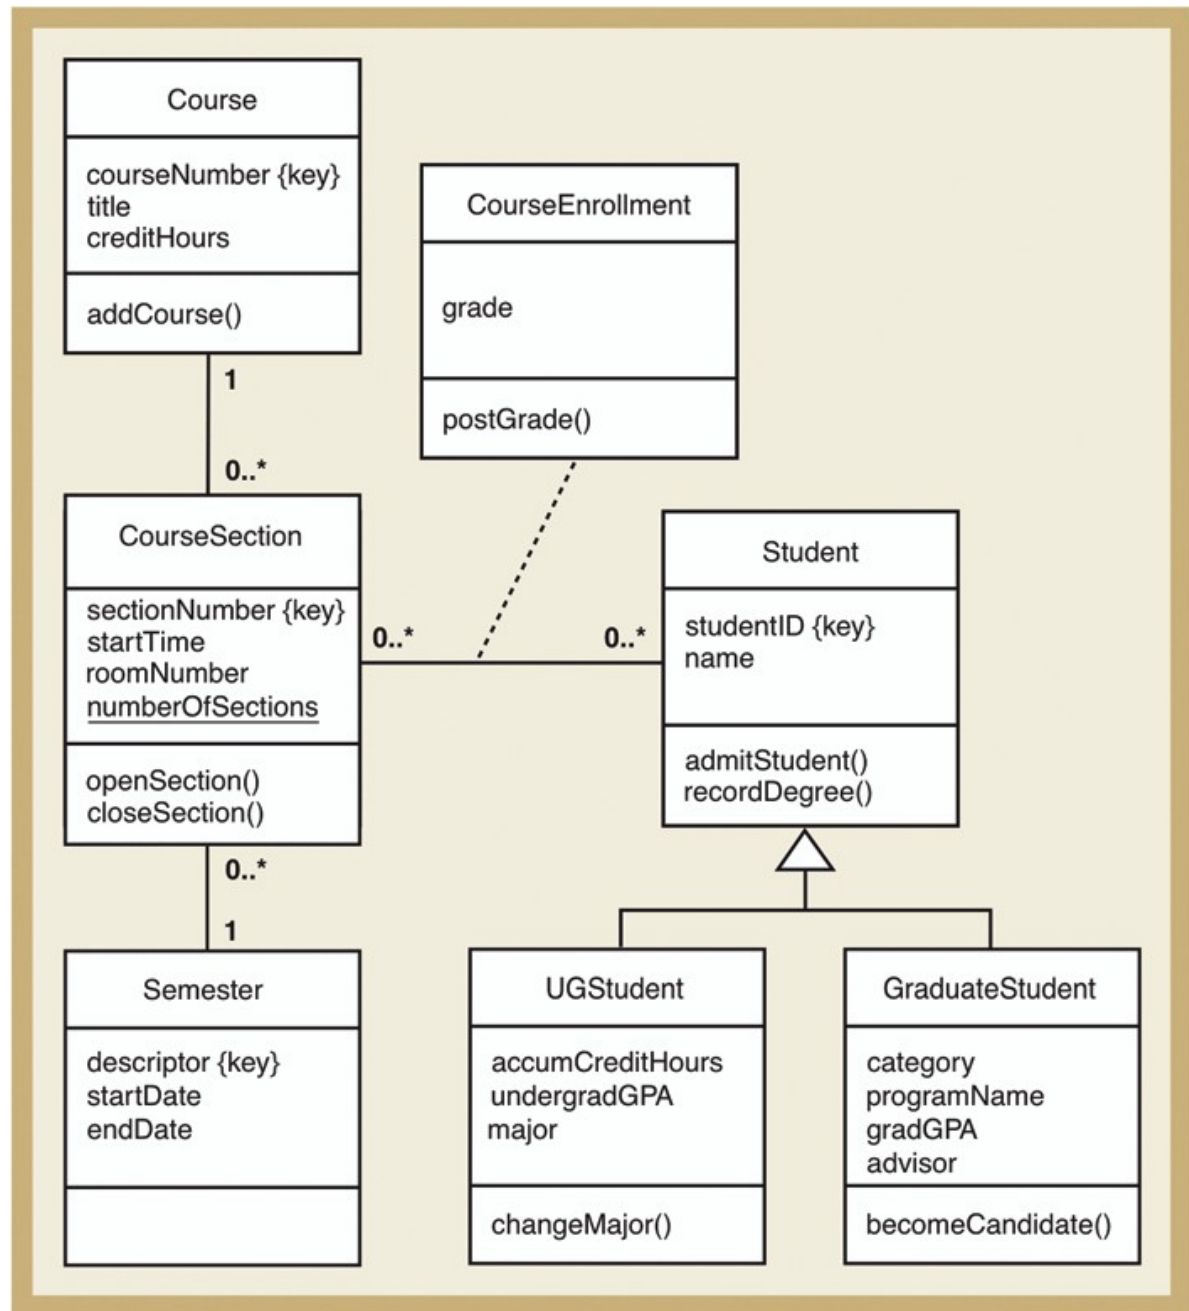 Course
courseNumber {key}
title
creditHours
addCourse()
1
0..*
CourseEnrollment
grade
postGrade()
CourseSection
sectionNumber {key}
startTime
roomNumber
numberOfSections
openSection()
closeSection()
0..*
0..*
Student
studentID {key}
name
admitStudent()
recordDegree()
0..*
1
Semester
descriptor {key}
startDate
endDate
UGStudent
accumCreditHours
undergradGPA
major
changeMajor()
GraduateStudent
category
programName
gradGPA
advisor
becomeCandidate()